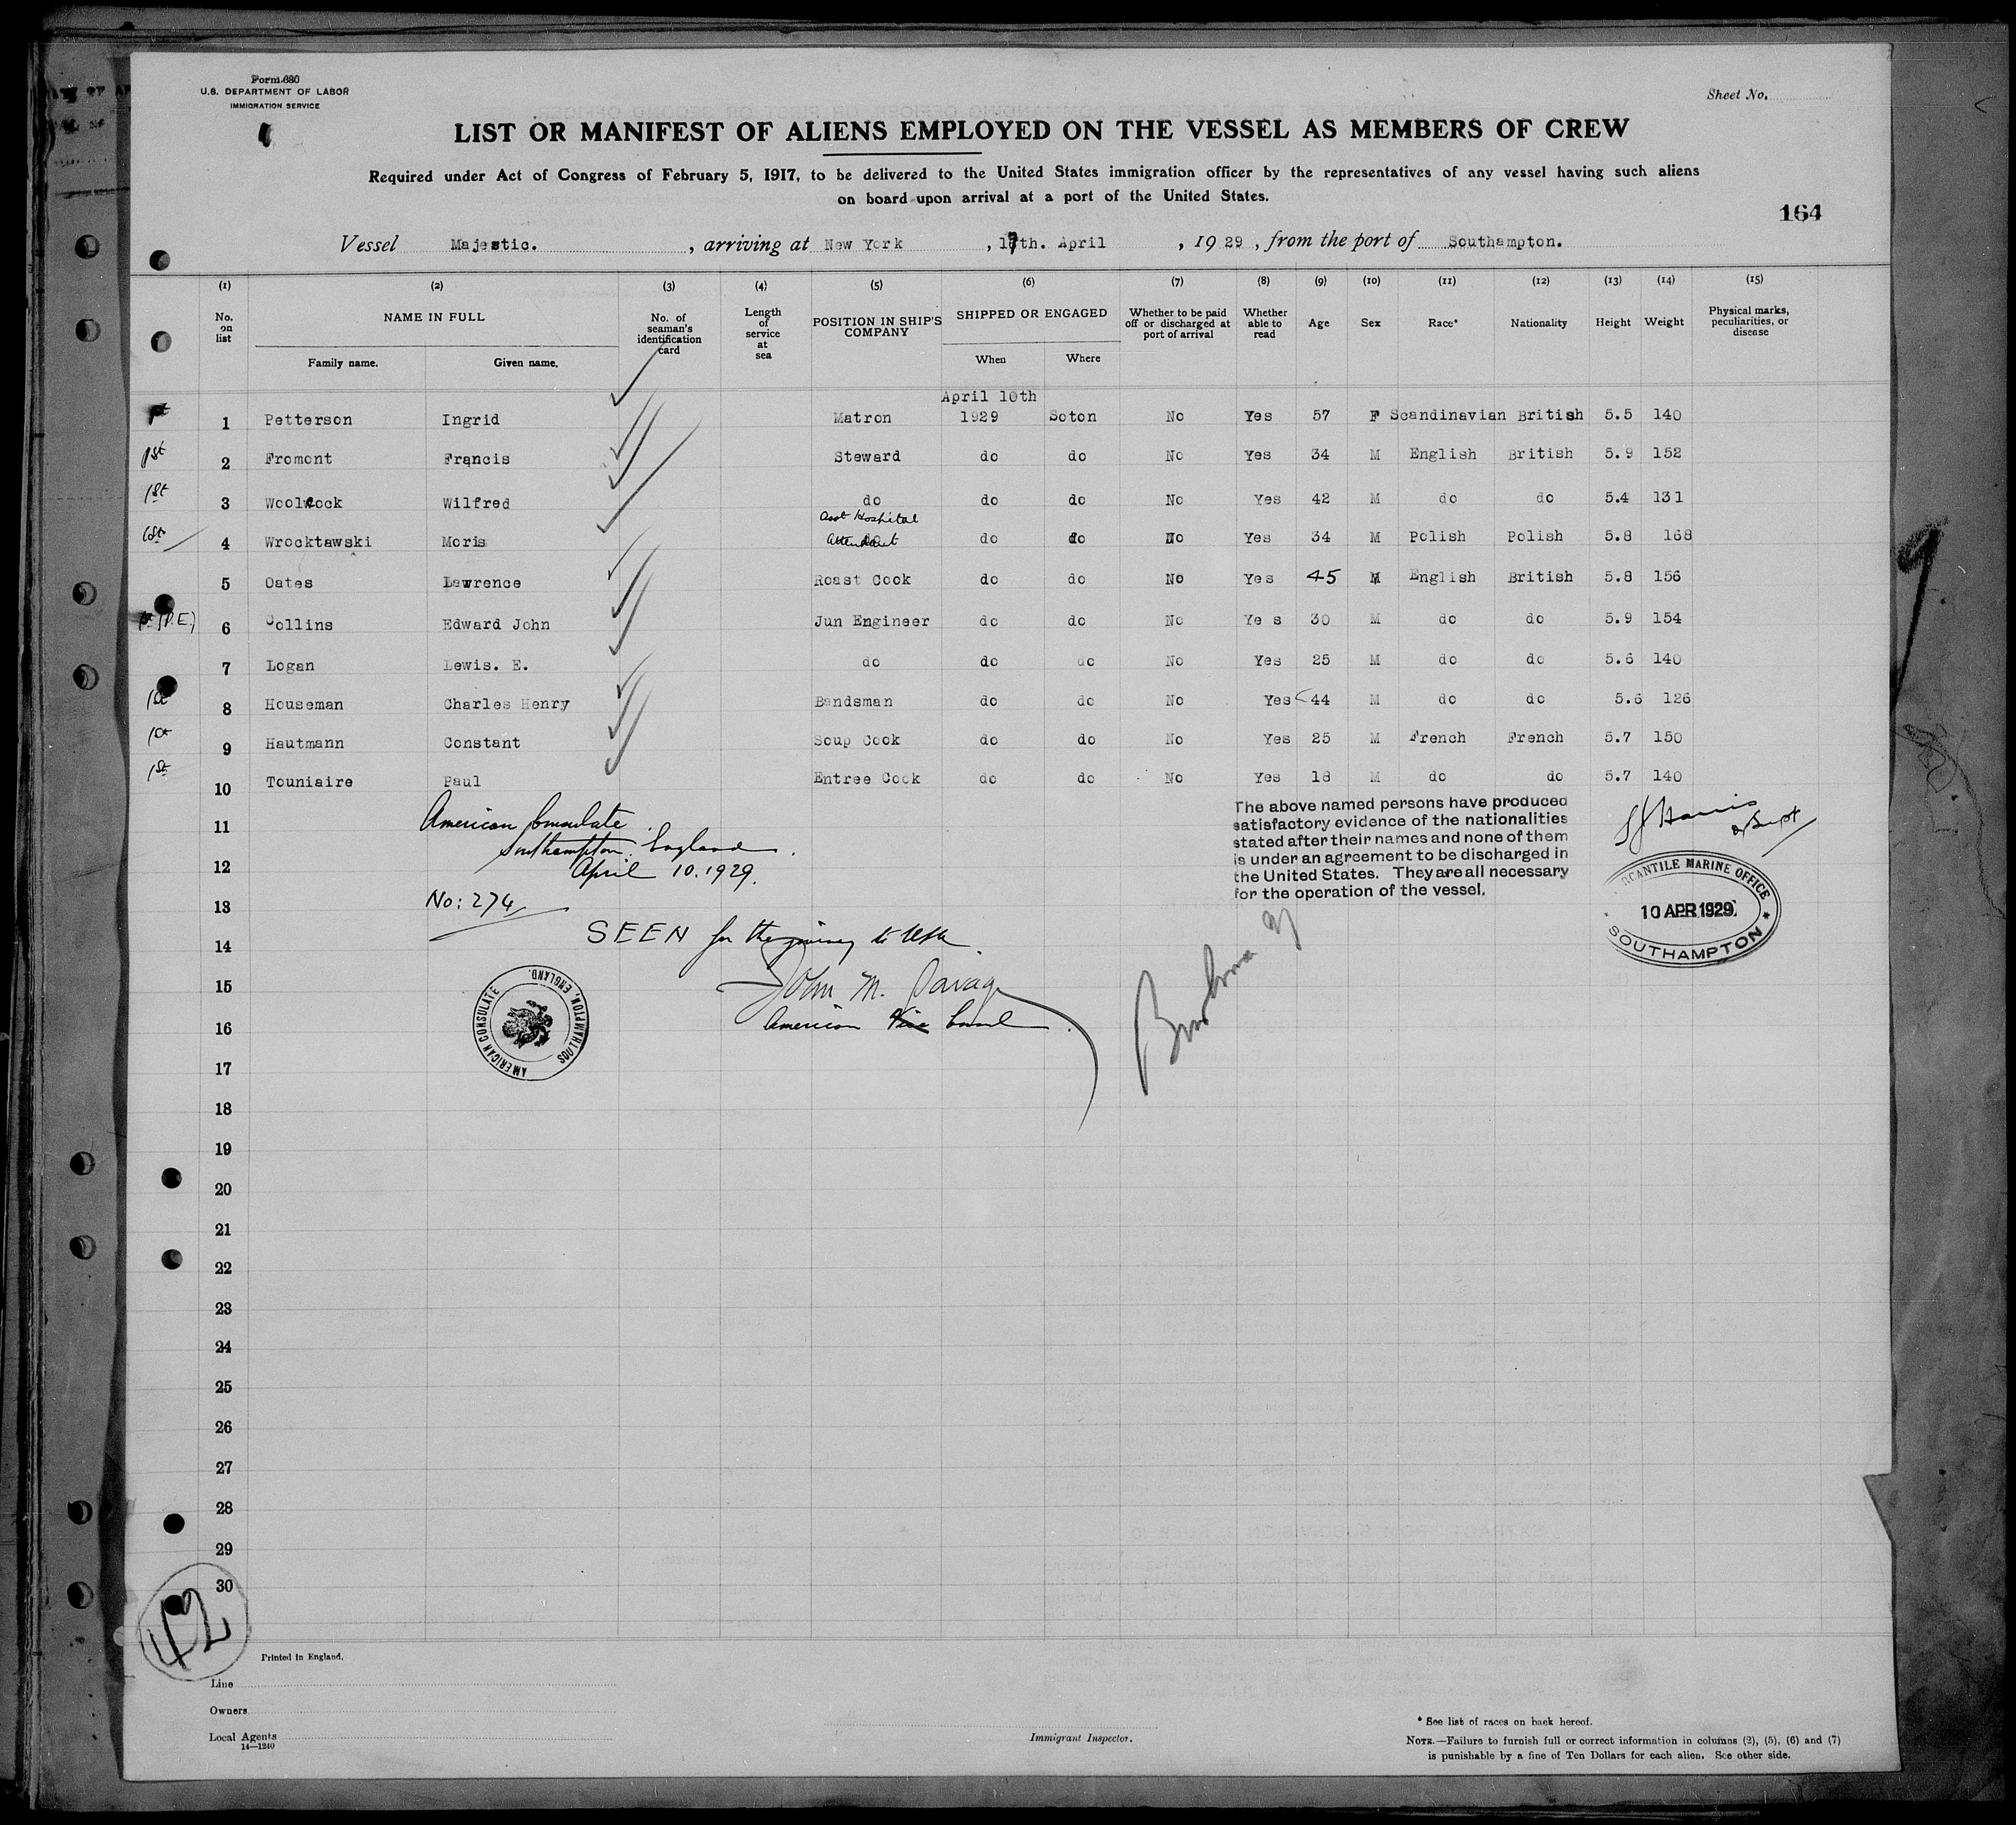 Form 680
U.S. DEPARTMENT OF LABOR
IMMIGRATION SERVICE
Sheet No.
LIST OR MANIFEST OF ALIENS EMPLOYED ON THE VESSEL AS MEMBERS OF CREW
Required under Act of Congress of February 5, 1917, to be delivered to the United States immigration officer by the representatives of any vessel having such aliens
on board upon arrival at a port of the United States.
164
Vessel Majestic. , arriving at New York , 17th. April , 1929 , from the port of Southampton.
(1) (2) (3) (4) (5) (6) (7) (8) (9) (10) (11) (12) (13) (14) (15)
No. on list NAME IN FULL Family name. Given name. No. of seaman's identification card Length of service at sea POSITION IN SHIP'S COMPANY SHIPPED OR ENGAGED When Where Whether to be paid off or discharged at port of arrival Whether able to read Age Sex Race* Nationality Height Weight Physical marks, peculiarities, or disease
April 10th
1 Petterson Ingrid Matron 1929 Soton No Yes 57 F Scandinavian British 5.5 140
1st 2 Fromont Francis Steward do do No Yes 34 M English British 5.9 152
1st 3 Woolcock Wilfred do do do No Yes 42 M do do 5.4 131
Asst Hospital
4 Wrocktawski Moris Attendant do do No Yes 34 M Polish Polish 5.8 168
5 Oates Lawrence Roast Cook do do No Yes 45 M English British 5.8 156
(P.E.) 6 Collins Edward John Jun Engineer do do No Yes 30 M do do 5.9 154
7 Logan Lewis. E. do do do No Yes 25 M do do 5.6 140
1st 8 Houseman Charles Henry Bandsman do do No Yes 44 M do do 5.6 126
1st 9 Hautmann Constant Soup Cook do do No Yes 25 M French French 5.7 150
1st 10 Touniaire Paul Entree Cook do do No Yes 18 M do do 5.7 140
The above named persons have produced
satisfactory evidence of the nationalities
stated after their names and none of them
is under an agreement to be discharged in
the United States. They are all necessary
for the operation of the vessel.
Harris
MERCANTILE MARINE OFFICE
10 APR 1929
SOUTHAMPTON
11 American Consulate
Southampton, England.
12 April 10. 1929.
13 No: 274
14 SEEN for the journey to USA
15 John M. Savage
16 American Vice Consul
AMERICAN CONSULATE
SOUTHAMPTON, ENGLAND.
17
18
19
20
21
22
23
24
25
26
27
28
29
30
42
Printed in England.
Line
Owners
Local Agents
14—1240
Immigrant Inspector.
* See list of races on back hereof.
NOTE.—Failure to furnish full or correct information in columns (2), (5), (6) and (7)
is punishable by a fine of Ten Dollars for each alien. See other side.